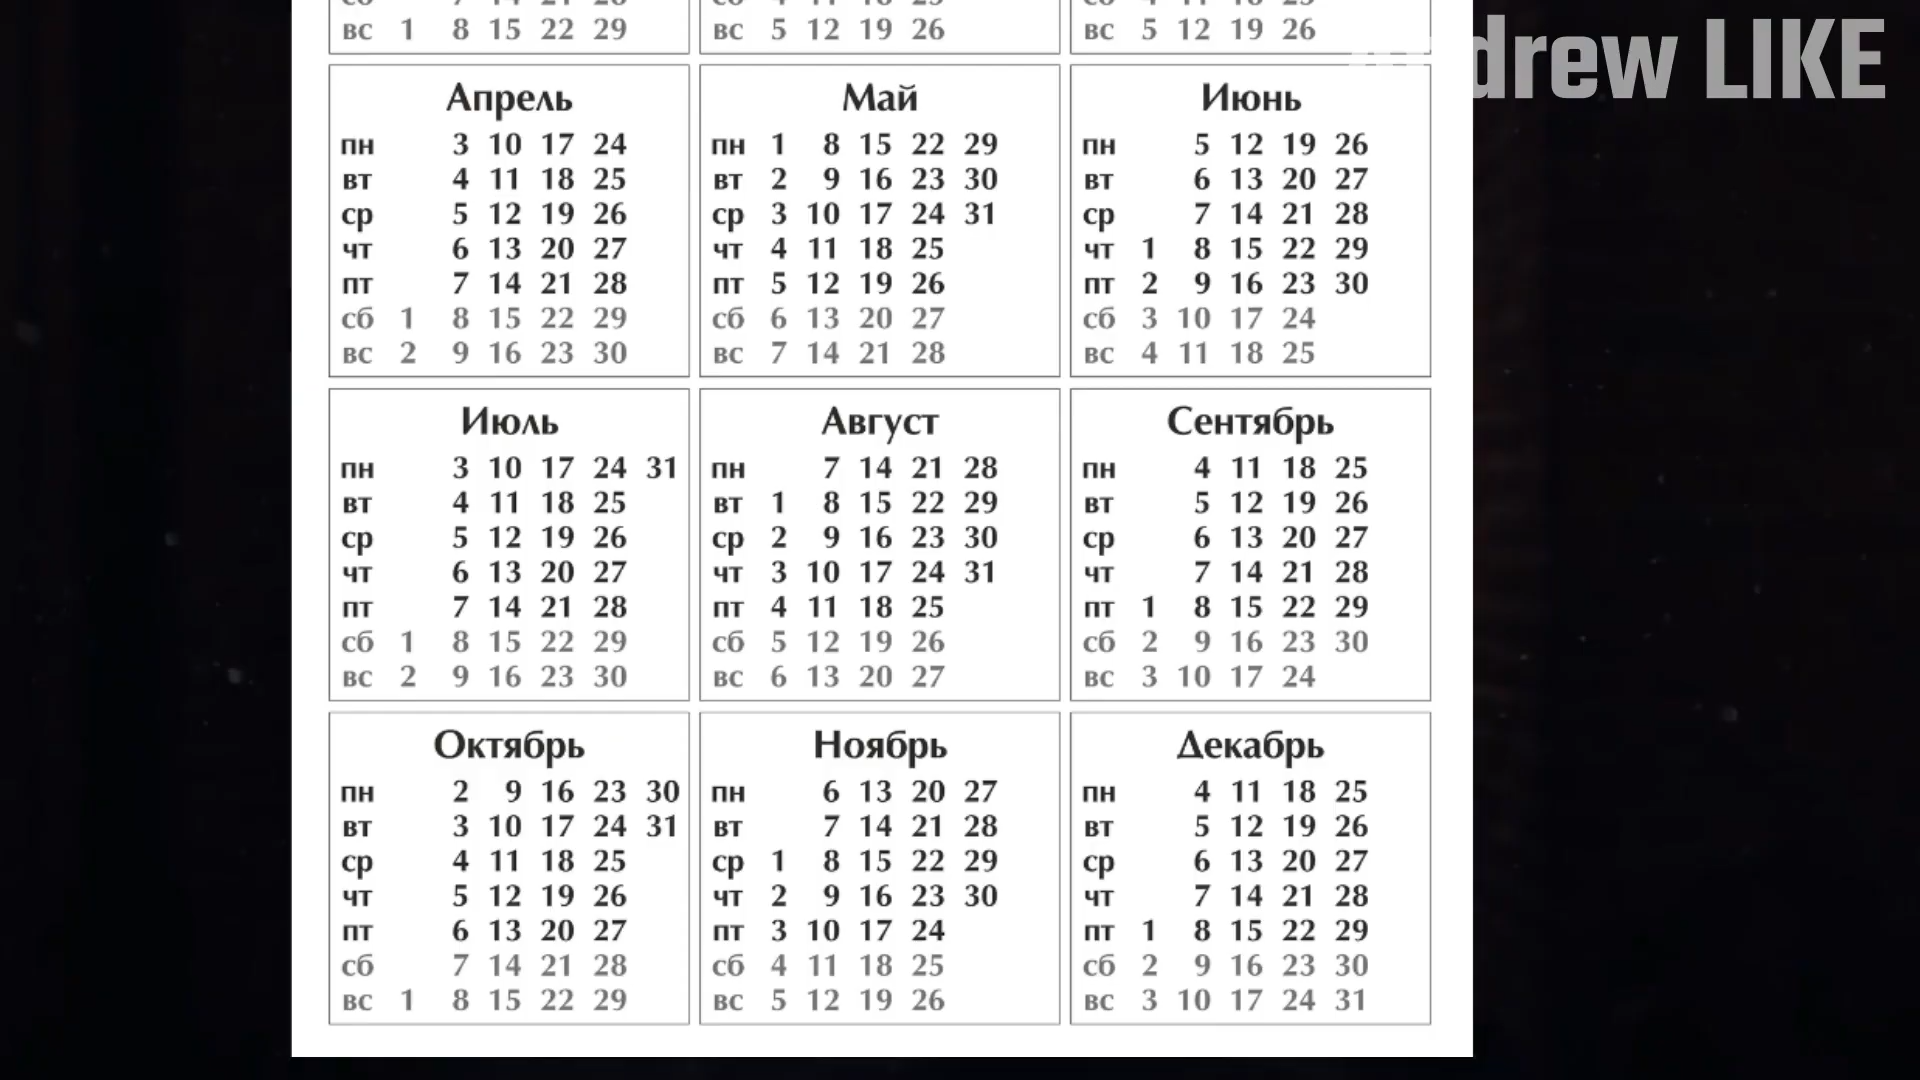 вс 1 8 15 22 29
вс 5 12 19 26
вс 5 12 19 26
drew LIKE
Апрель
пн 3 10 17 24
вт 4 11 18 25
ср 5 12 19 26
чт 6 13 20 27
пт 7 14 21 28
сб 1 8 15 22 29
вс 2 9 16 23 30
Май
пн 1 8 15 22 29
вт 2 9 16 23 30
ср 3 10 17 24 31
чт 4 11 18 25
пт 5 12 19 26
сб 6 13 20 27
вс 7 14 21 28
Июнь
пн 5 12 19 26
вт 6 13 20 27
ср 7 14 21 28
чт 1 8 15 22 29
пт 2 9 16 23 30
сб 3 10 17 24
вс 4 11 18 25
Июль
пн 3 10 17 24 31
вт 4 11 18 25
ср 5 12 19 26
чт 6 13 20 27
пт 7 14 21 28
сб 1 8 15 22 29
вс 2 9 16 23 30
Август
пн 7 14 21 28
вт 1 8 15 22 29
ср 2 9 16 23 30
чт 3 10 17 24 31
пт 4 11 18 25
сб 5 12 19 26
вс 6 13 20 27
Сентябрь
пн 4 11 18 25
вт 5 12 19 26
ср 6 13 20 27
чт 7 14 21 28
пт 1 8 15 22 29
сб 2 9 16 23 30
вс 3 10 17 24
Октябрь
пн 2 9 16 23 30
вт 3 10 17 24 31
ср 4 11 18 25
чт 5 12 19 26
пт 6 13 20 27
сб 7 14 21 28
вс 1 8 15 22 29
Ноябрь
пн 6 13 20 27
вт 7 14 21 28
ср 1 8 15 22 29
чт 2 9 16 23 30
пт 3 10 17 24
сб 4 11 18 25
вс 5 12 19 26
Декабрь
пн 4 11 18 25
вт 5 12 19 26
ср 6 13 20 27
чт 7 14 21 28
пт 1 8 15 22 29
сб 2 9 16 23 30
вс 3 10 17 24 31